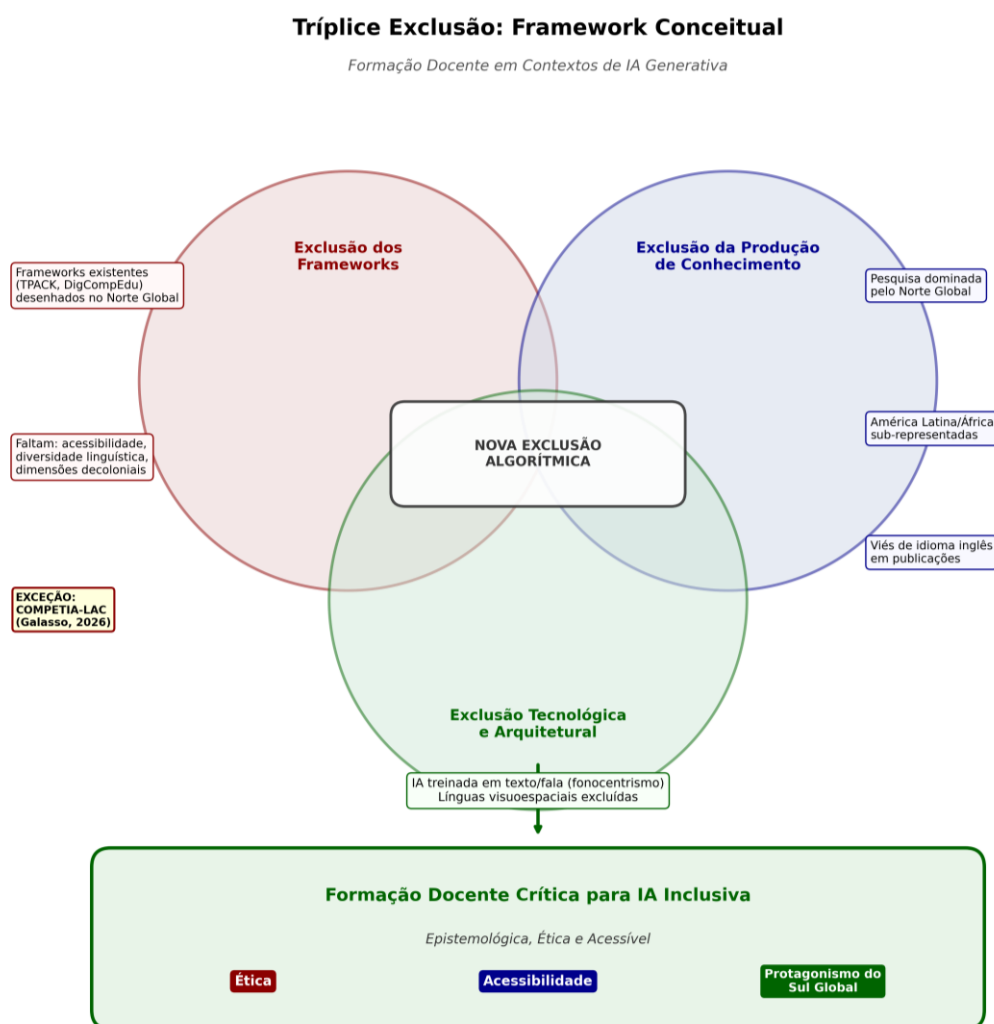 Tríplice Exclusão: Framework Conceitual
Formação Docente em Contextos de IA Generativa
Exclusão dos
Frameworks
Exclusão da Produção
de Conhecimento
Frameworks existentes
(TPACK, DigCompEdu)
desenhados no Norte Global
Pesquisa dominada
pelo Norte Global
Faltam: acessibilidade,
diversidade linguística,
dimensões decoloniais
NOVA EXCLUSÃO
ALGORÍTMICA
América Latina/África
sub-representadas
Viés de idioma inglês
em publicações
EXCEÇÃO:
COMPETIA-LAC
(Galasso, 2026)
Exclusão Tecnológica
e Arquitetural
IA treinada em texto/fala (fonocentrismo)
Línguas visuoespaciais excluídas
Formação Docente Crítica para IA Inclusiva
Epistemológica, Ética e Acessível
Ética
Acessibilidade
Protagonismo do
Sul Global